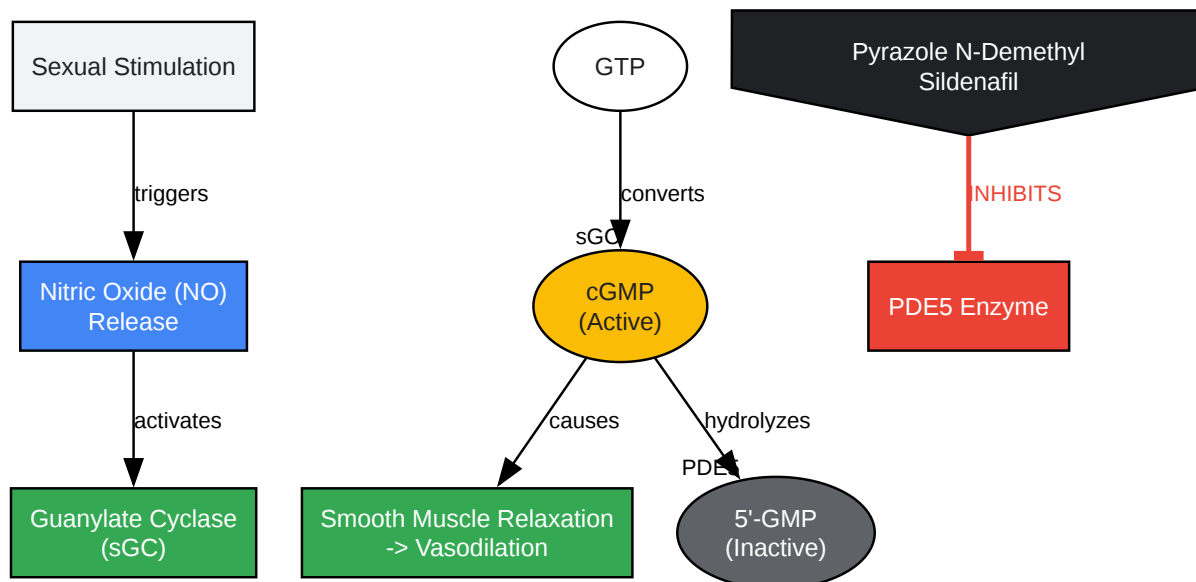 Sexual Stimulation
GTP
Pyrazole N-Demethyl
Sildenafil
triggers
converts
INHIBITS
sGC
Nitric Oxide (NO)
Release
cGMP
(Active)
PDE5 Enzyme
activates
causes
hydrolyzes
PDE5
Guanylate Cyclase
(sGC)
Smooth Muscle Relaxation
-> Vasodilation
5'-GMP
(Inactive)